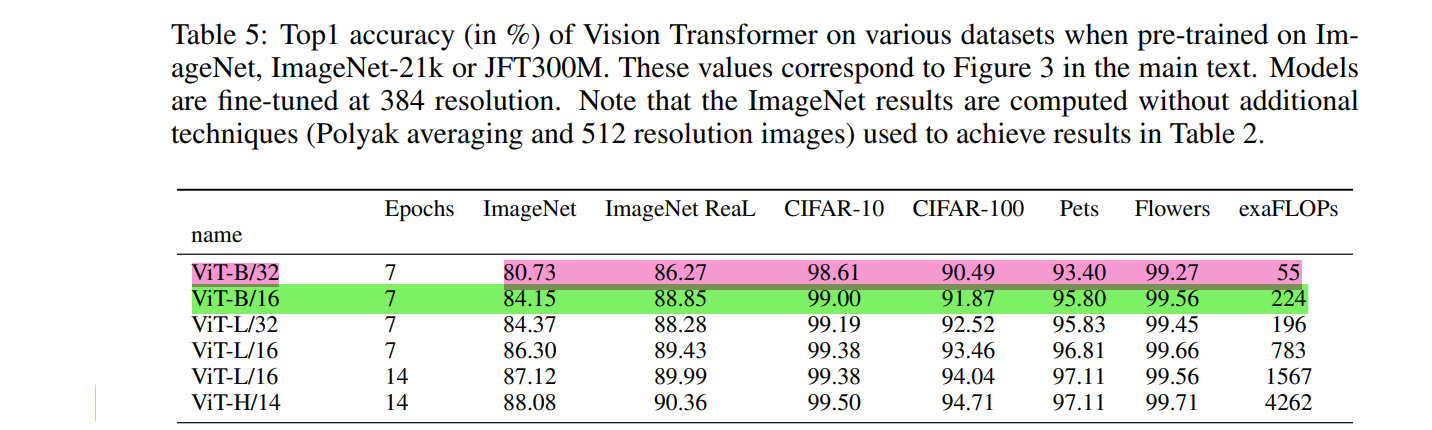 Table 5: Top1 accuracy (in %) of Vision Transformer on various datasets when pre-trained on Im-
ageNet, ImageNet-21k or JFT300M. These values correspond to Figure 3 in the main text. Models
are fine-tuned at 384 resolution. Note that the ImageNet results are computed without additional
techniques (Polyak averaging and 512 resolution images) used to achieve results in Table 2.
Epochs ImageNet ImageNet ReaL CIFAR-10 CIFAR-100 Pets Flowers exaFLOPs
name
ViT-B/32 7 80.73 86.27 98.61 90.49 93.40 99.27 55
ViT-B/16 7 84.15 88.85 99.00 91.87 95.80 99.56 224
ViT-L/32 7 84.37 88.28 99.19 92.52 95.83 99.45 196
ViT-L/16 7 86.30 89.43 99.38 93.46 96.81 99.66 783
ViT-L/16 14 87.12 89.99 99.38 94.04 97.11 99.56 1567
ViT-H/14 14 88.08 90.36 99.50 94.71 97.11 99.71 4262